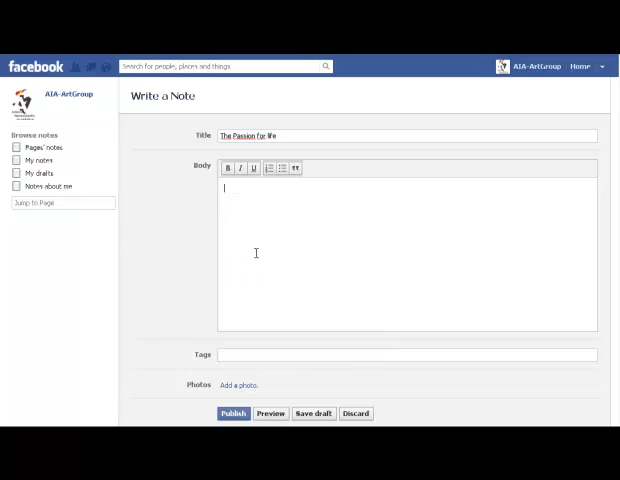 facebook
Search for people, places and things
AIA-ArtGroup
Home
AIA-ArtGroup
Write a Note
Browse notes
Pages' notes
My notes
My drafts
Notes about me
Jump to Page
Title
The Passion for life
Body
B I U
Tags
Photos
Add a photo.
Publish
Preview
Save draft
Discard